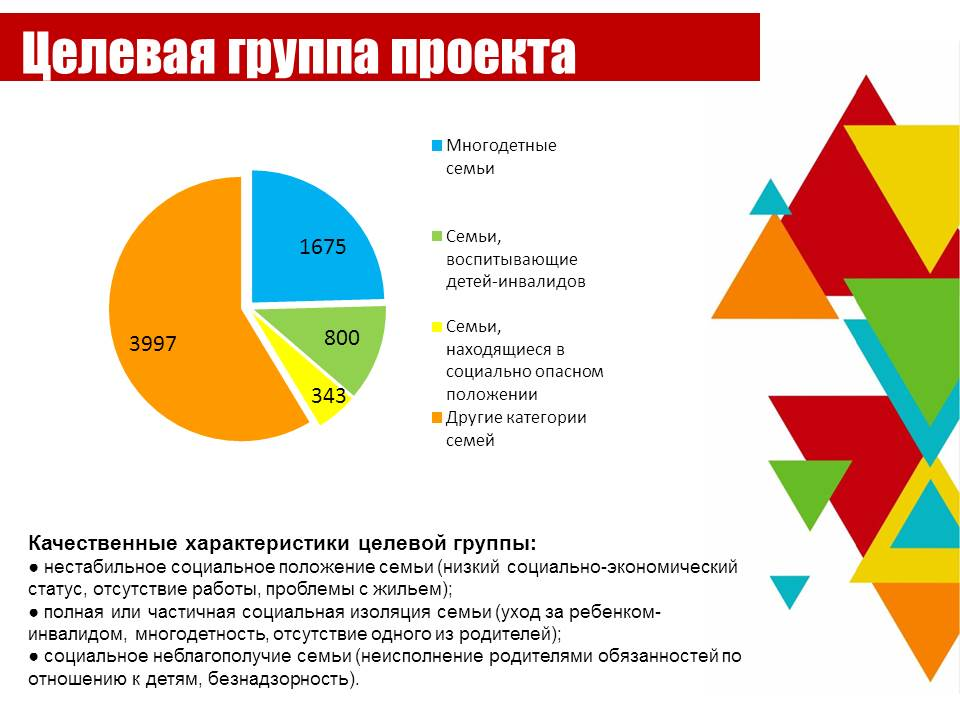 Целевая группа проекта
1675
800
343
3997
Многодетные
семьи
Семьи,
воспитывающие
детей-инвалидов
Семьи,
находящиеся в
социально опасном
положении
Другие категории
семей
Качественные характеристики целевой группы:
● нестабильное социальное положение семьи (низкий социально-экономический
статус, отсутствие работы, проблемы с жильем);
● полная или частичная социальная изоляция семьи (уход за ребенком-
инвалидом, многодетность, отсутствие одного из родителей);
● социальное неблагополучие семьи (неисполнение родителями обязанностей по
отношению к детям, безнадзорность).